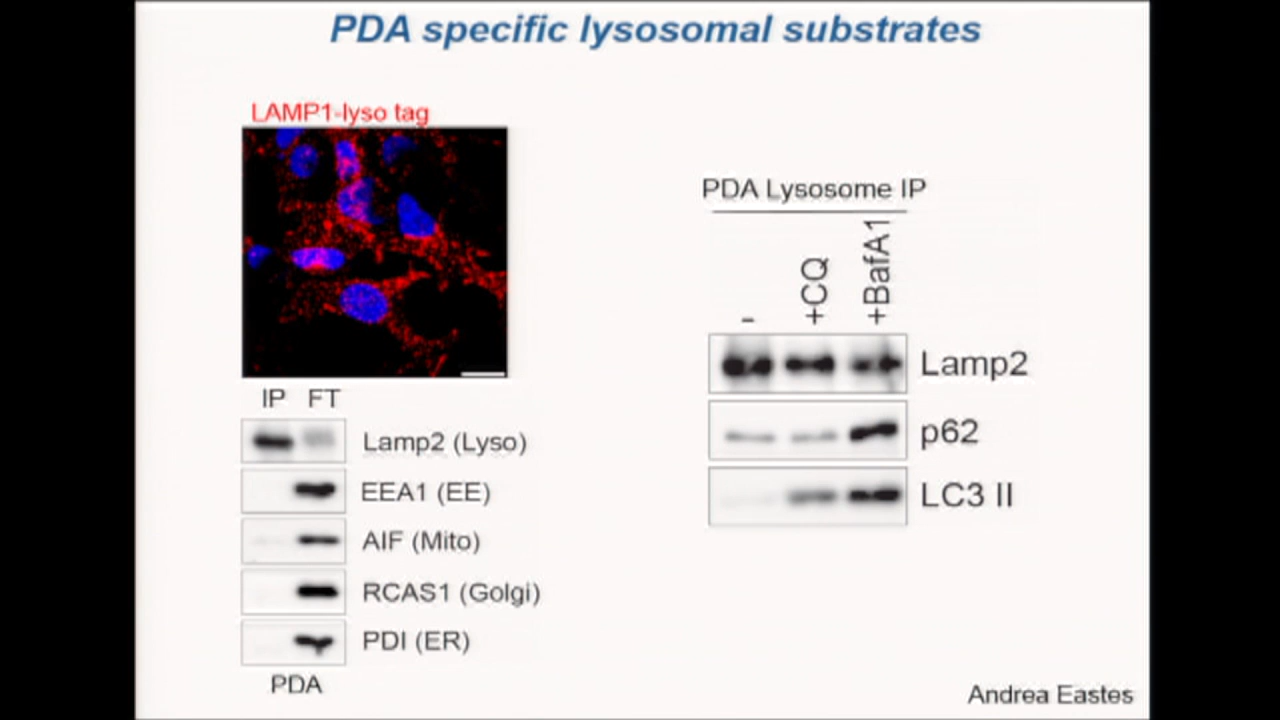 PDA specific lysosomal substrates
LAMP1-lyso tag
IP FT
Lamp2 (Lyso)
EEA1 (EE)
AIF (Mito)
RCAS1 (Golgi)
PDI (ER)
PDA
PDA Lysosome IP
- +CQ +BafA1
Lamp2
p62
LC3 II
Andrea Eastes